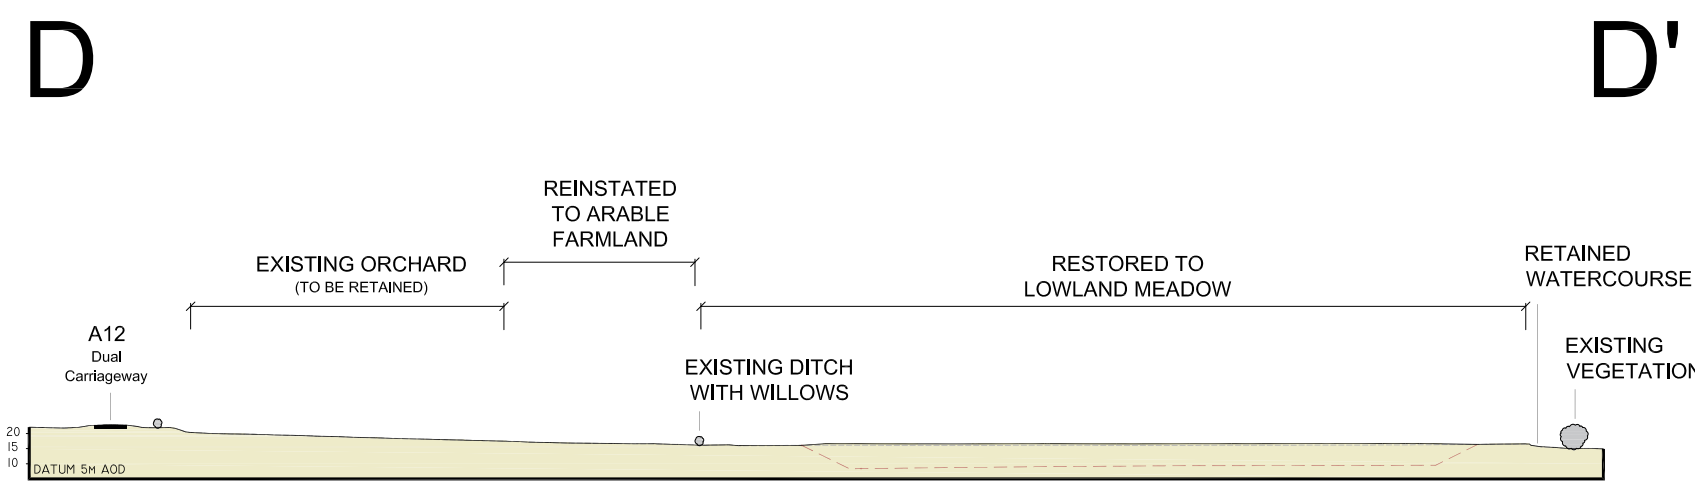 D
D'
REINSTATED
TO ARABLE
FARMLAND
EXISTING ORCHARD
(TO BE RETAINED)
RESTORED TO
LOWLAND MEADOW
RETAINED
WATERCOURSE
A12
Dual
Carriageway
EXISTING DITCH
WITH WILLOWS
EXISTING
VEGETATION
20
15
10
DATUM 5M AOD